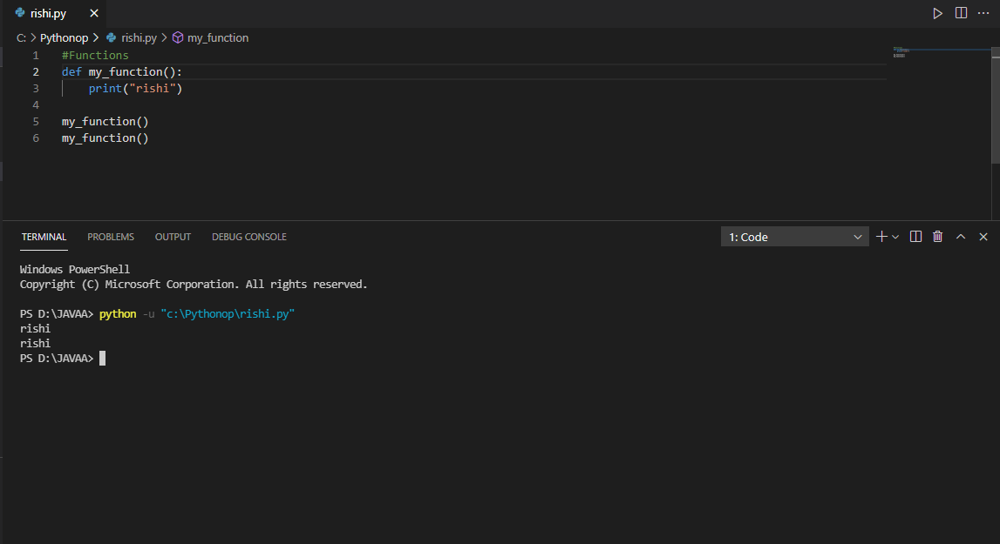 rishi.py
C: > Pythonop > rishi.py > my_function
1 #Functions
2 def my_function():
3     print("rishi")
4
5 my_function()
6 my_function()
TERMINAL PROBLEMS OUTPUT DEBUG CONSOLE 1: Code
Windows PowerShell
Copyright (C) Microsoft Corporation. All rights reserved.
PS D:\JAVAA> python -u "c:\Pythonop\rishi.py"
rishi
rishi
PS D:\JAVAA>